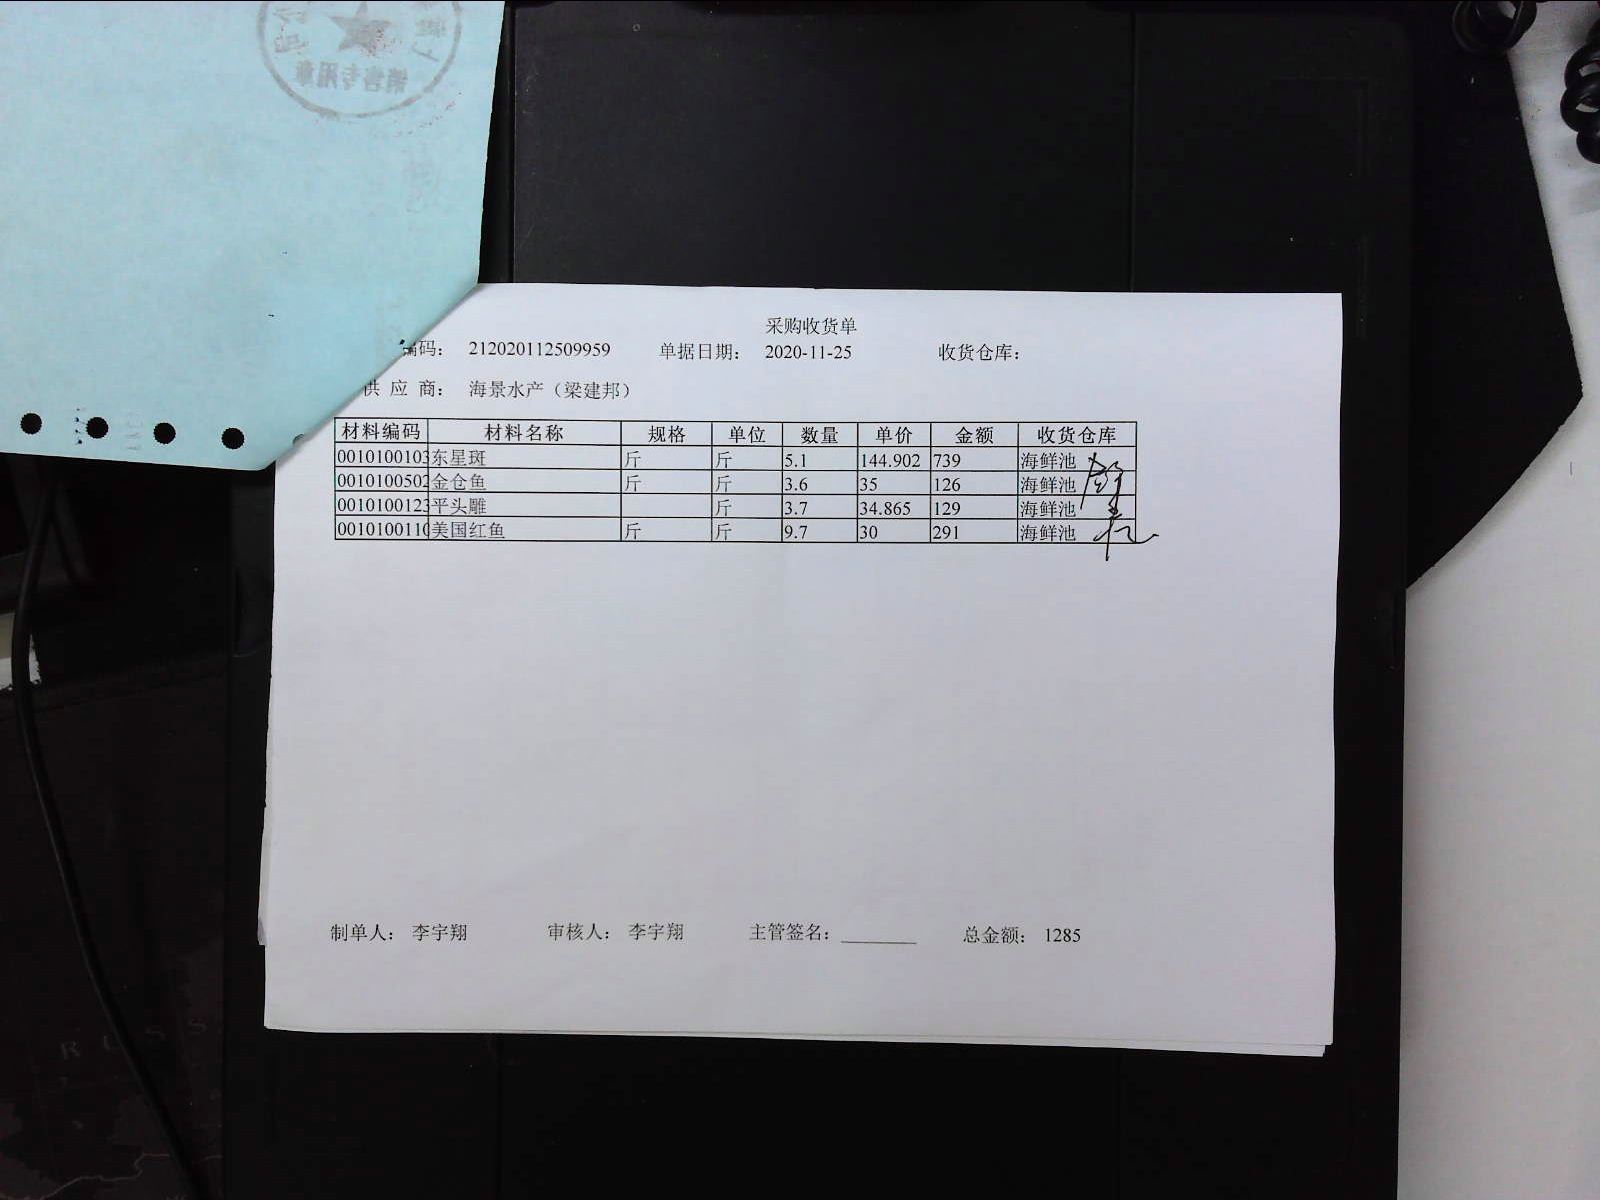 销售专用章
采购收货单
编码： 212020112509959 单据日期： 2020-11-25 收货仓库：
供 应 商： 海景水产（梁建邦）
材料编码 材料名称 规格 单位 数量 单价 金额 收货仓库
0010100103 东星斑 斤 斤 5.1 144.902 739 海鲜池
0010100502 金仓鱼 斤 斤 3.6 35 126 海鲜池
0010100123 平头雕 斤 3.7 34.865 129 海鲜池
0010100110 美国红鱼 斤 斤 9.7 30 291 海鲜池
制单人： 李宇翔 审核人： 李宇翔 主管签名： 总金额： 1285